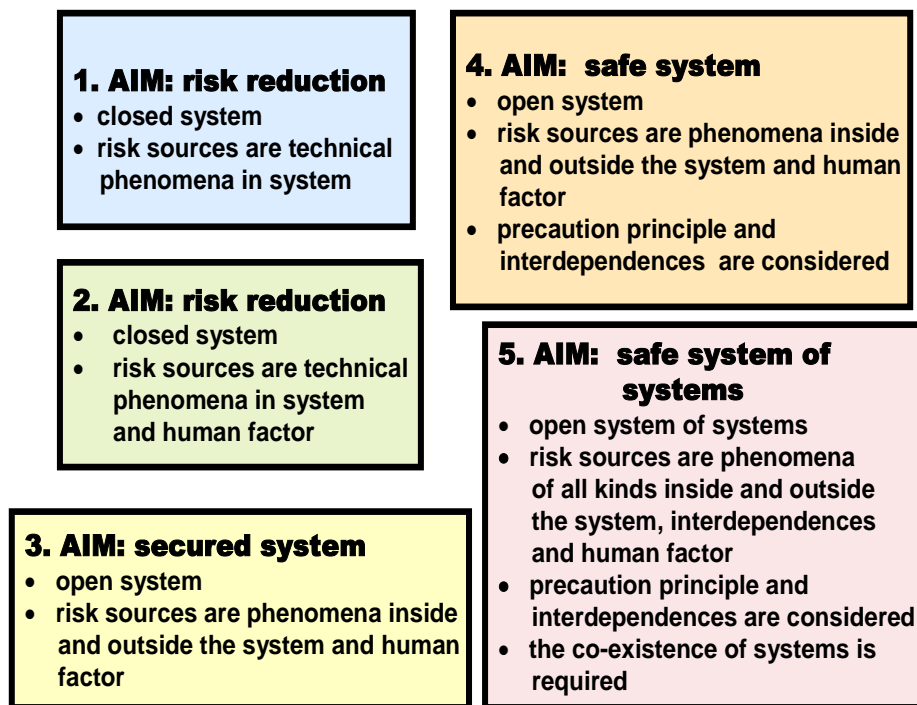 1. AIM: risk reduction
• closed system
• risk sources are technical
phenomena in system
2. AIM: risk reduction
• closed system
• risk sources are technical
phenomena in system
and human factor
3. AIM: secured system
• open system
• risk sources are phenomena inside
and outside the system and human
factor
4. AIM: safe system
• open system
• risk sources are phenomena inside
and outside the system and human
factor
• precaution principle and
interdependences are considered
5. AIM: safe system of
systems
• open system of systems
• risk sources are phenomena
of all kinds inside and outside
the system, interdependences
and human factor
• precaution principle and
interdependences are considered
• the co-existence of systems is
required